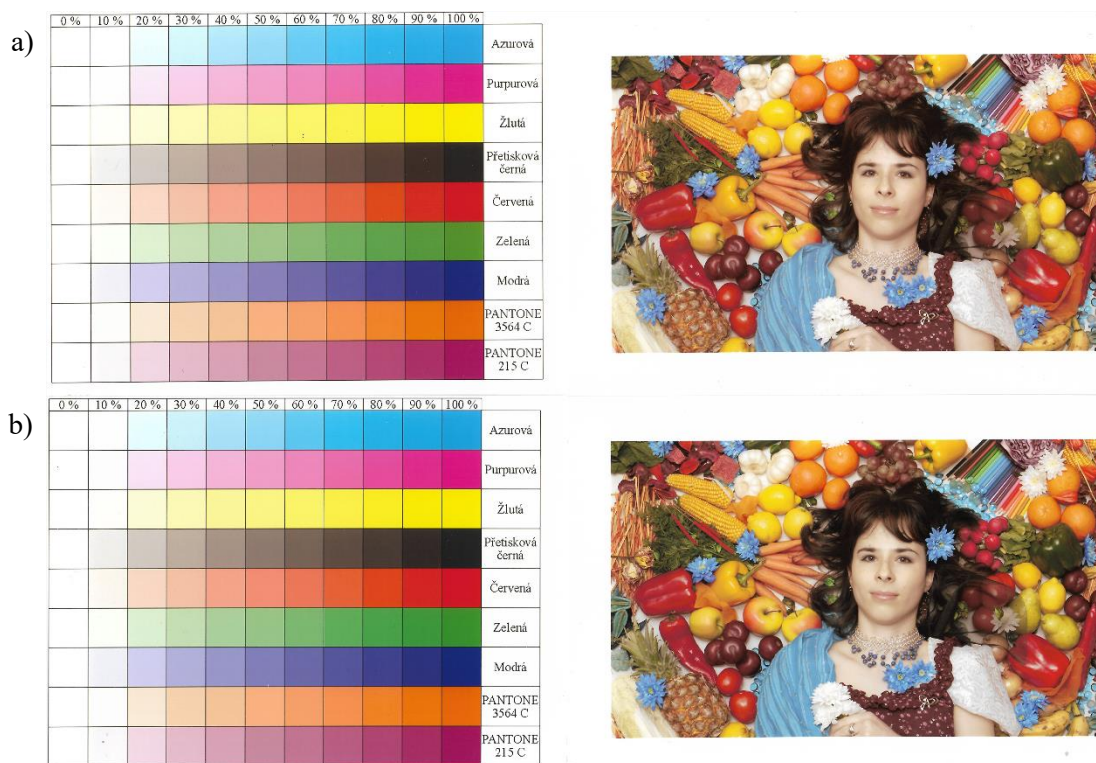 a)
0 % 10 % 20 % 30 % 40 % 50 % 60 % 70 % 80 % 90 % 100 %
Azurová
Purpurová
Žlutá
Přetisková
černá
Červená
Zelená
Modrá
PANTONE
3564 C
PANTONE
215 C
b)
0 % 10 % 20 % 30 % 40 % 50 % 60 % 70 % 80 % 90 % 100 %
Azurová
Purpurová
Žlutá
Přetisková
černá
Červená
Zelená
Modrá
PANTONE
3564 C
PANTONE
215 C